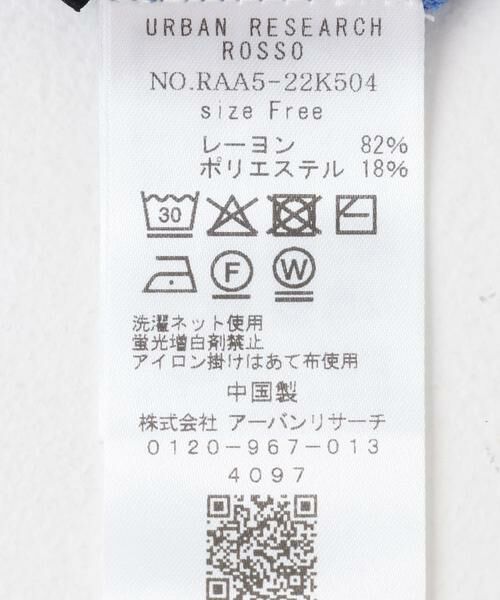 URBAN RESEARCH
ROSSO
NO.RAA5-22K504
size Free
レーヨン 82%
ポリエステル 18%
30
F W
洗濯ネット使用
蛍光増白剤禁止
アイロン掛けはあて布使用
中国製
株式会社 アーバンリサーチ
0120-967-013
4097